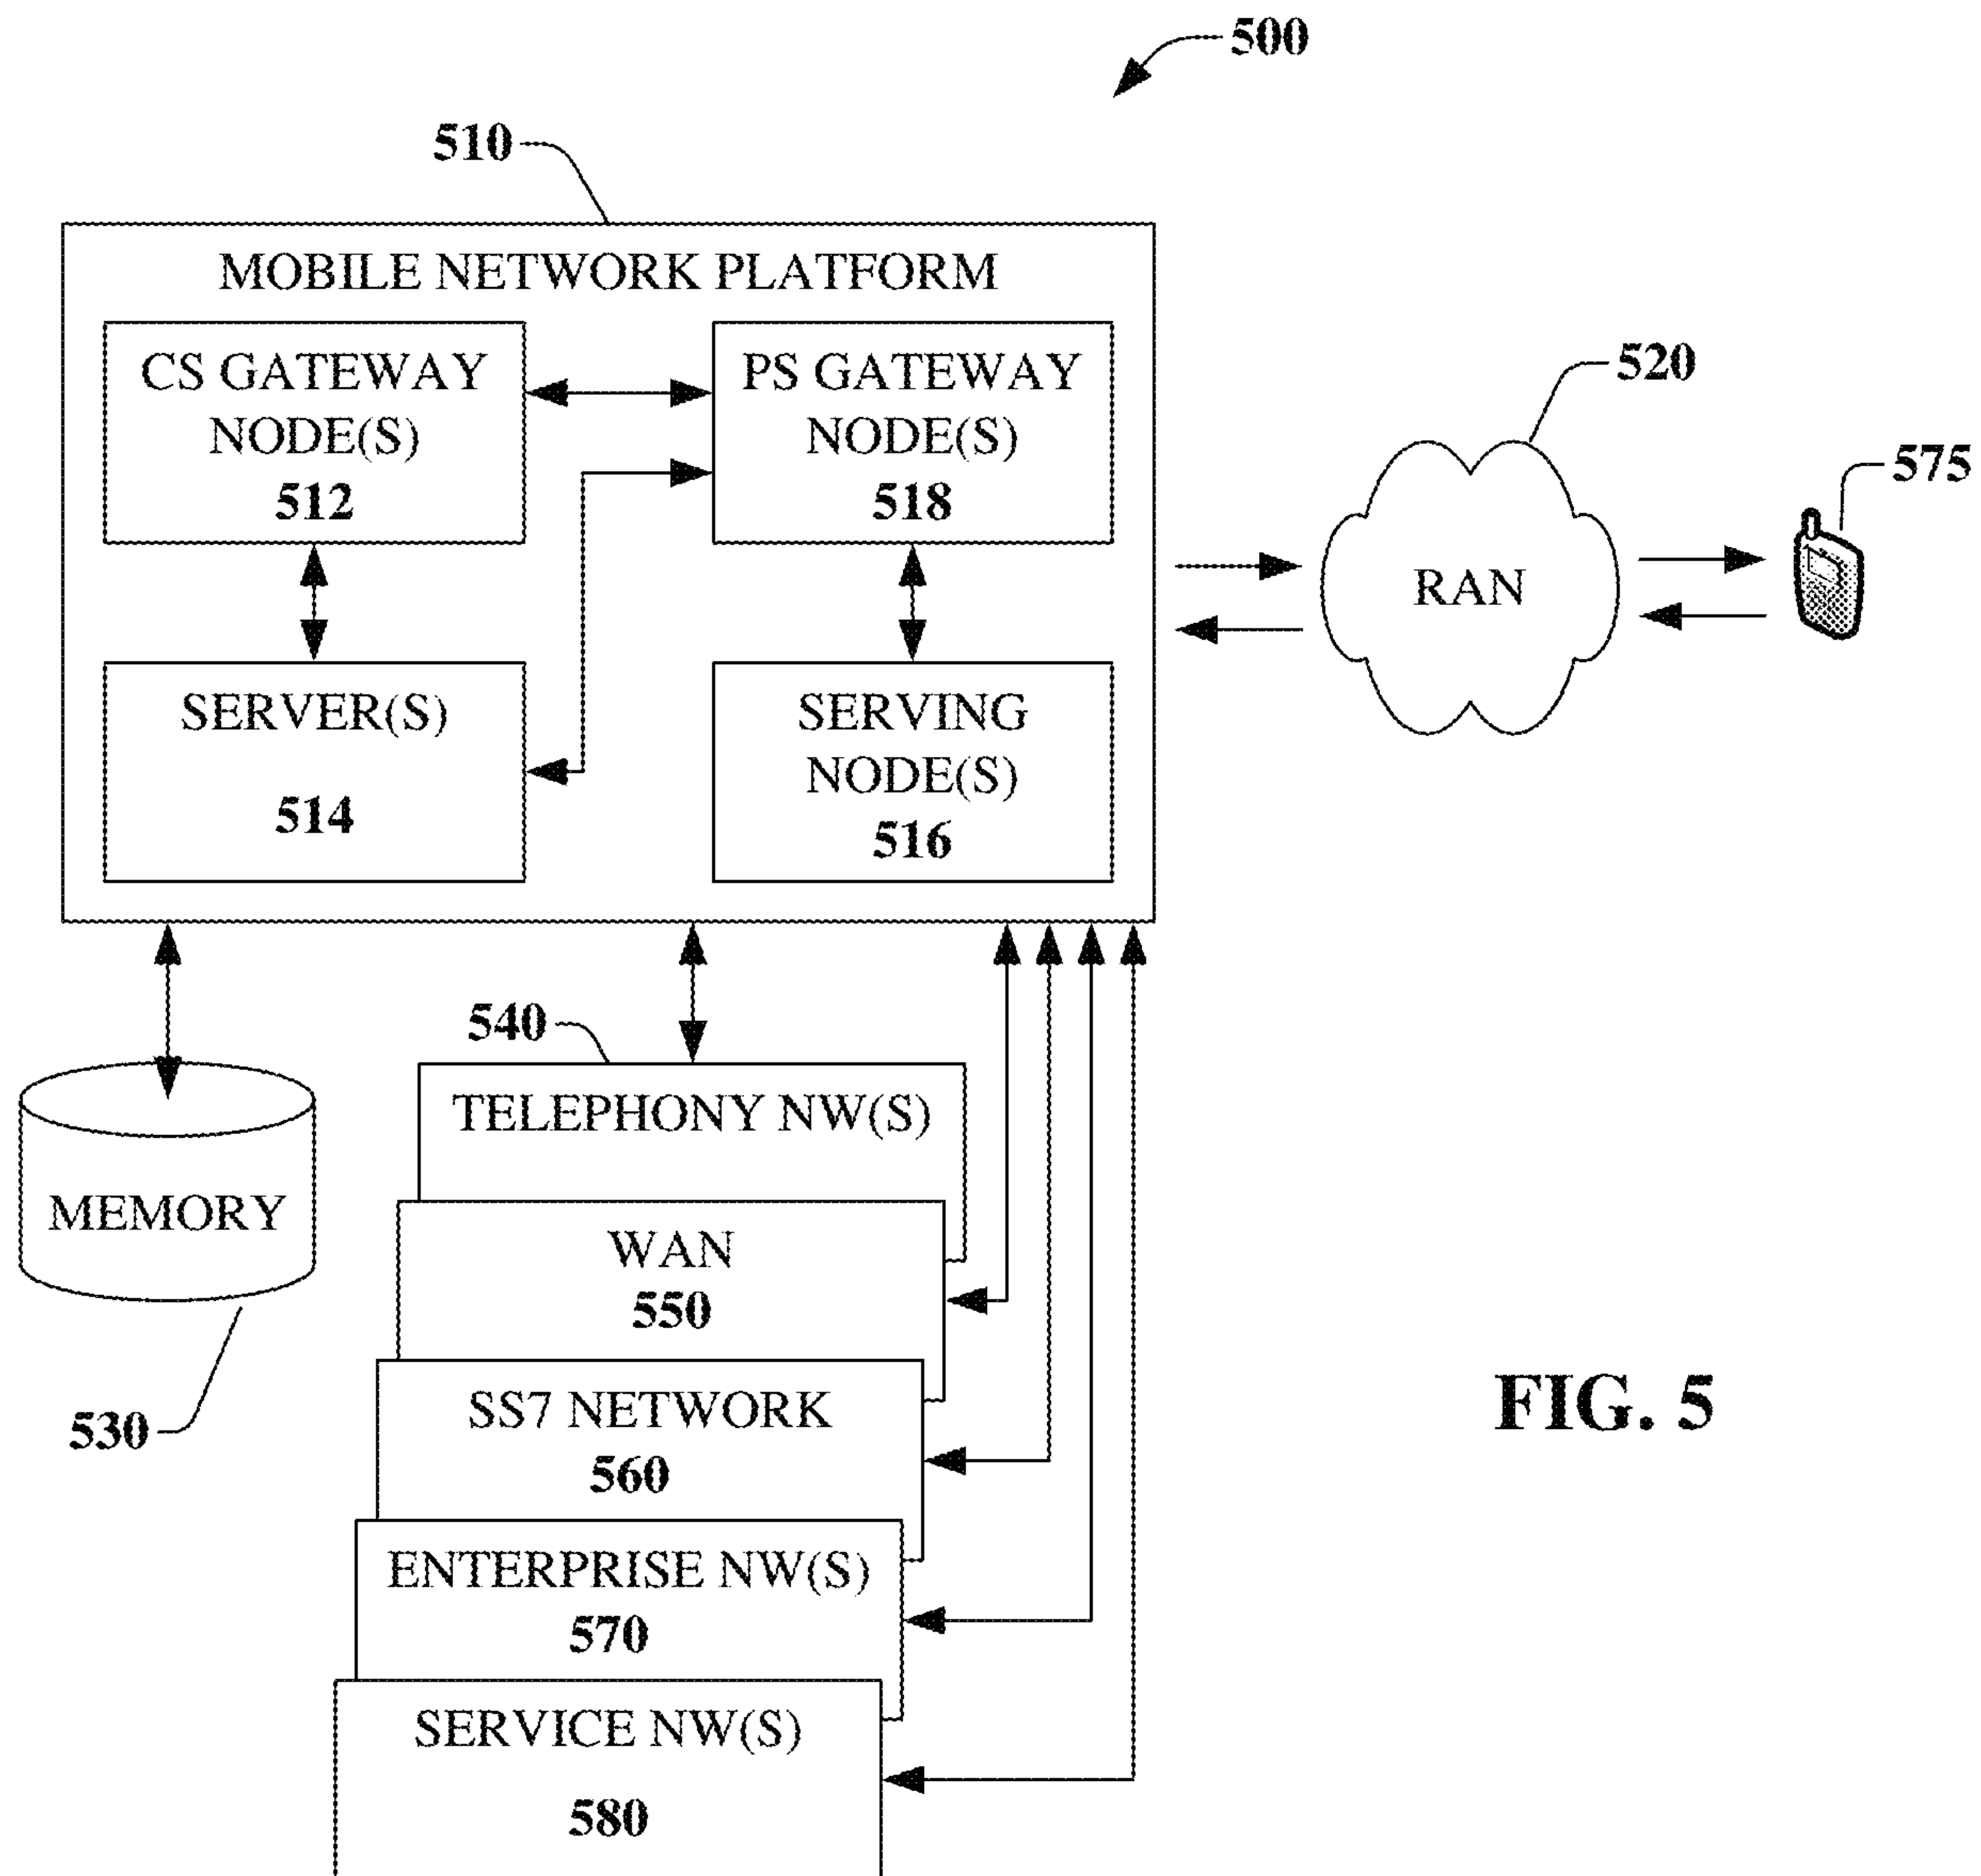 500
510
MOBILE NETWORK PLATFORM
CS GATEWAY
NODE(S)
512
PS GATEWAY
NODE(S)
518
SERVER(S)
514
SERVING
NODE(S)
516
520
RAN
575
540
TELEPHONY NW(S)
MEMORY
530
WAN
550
SS7 NETWORK
560
ENTERPRISE NW(S)
570
SERVICE NW(S)
580
FIG. 5